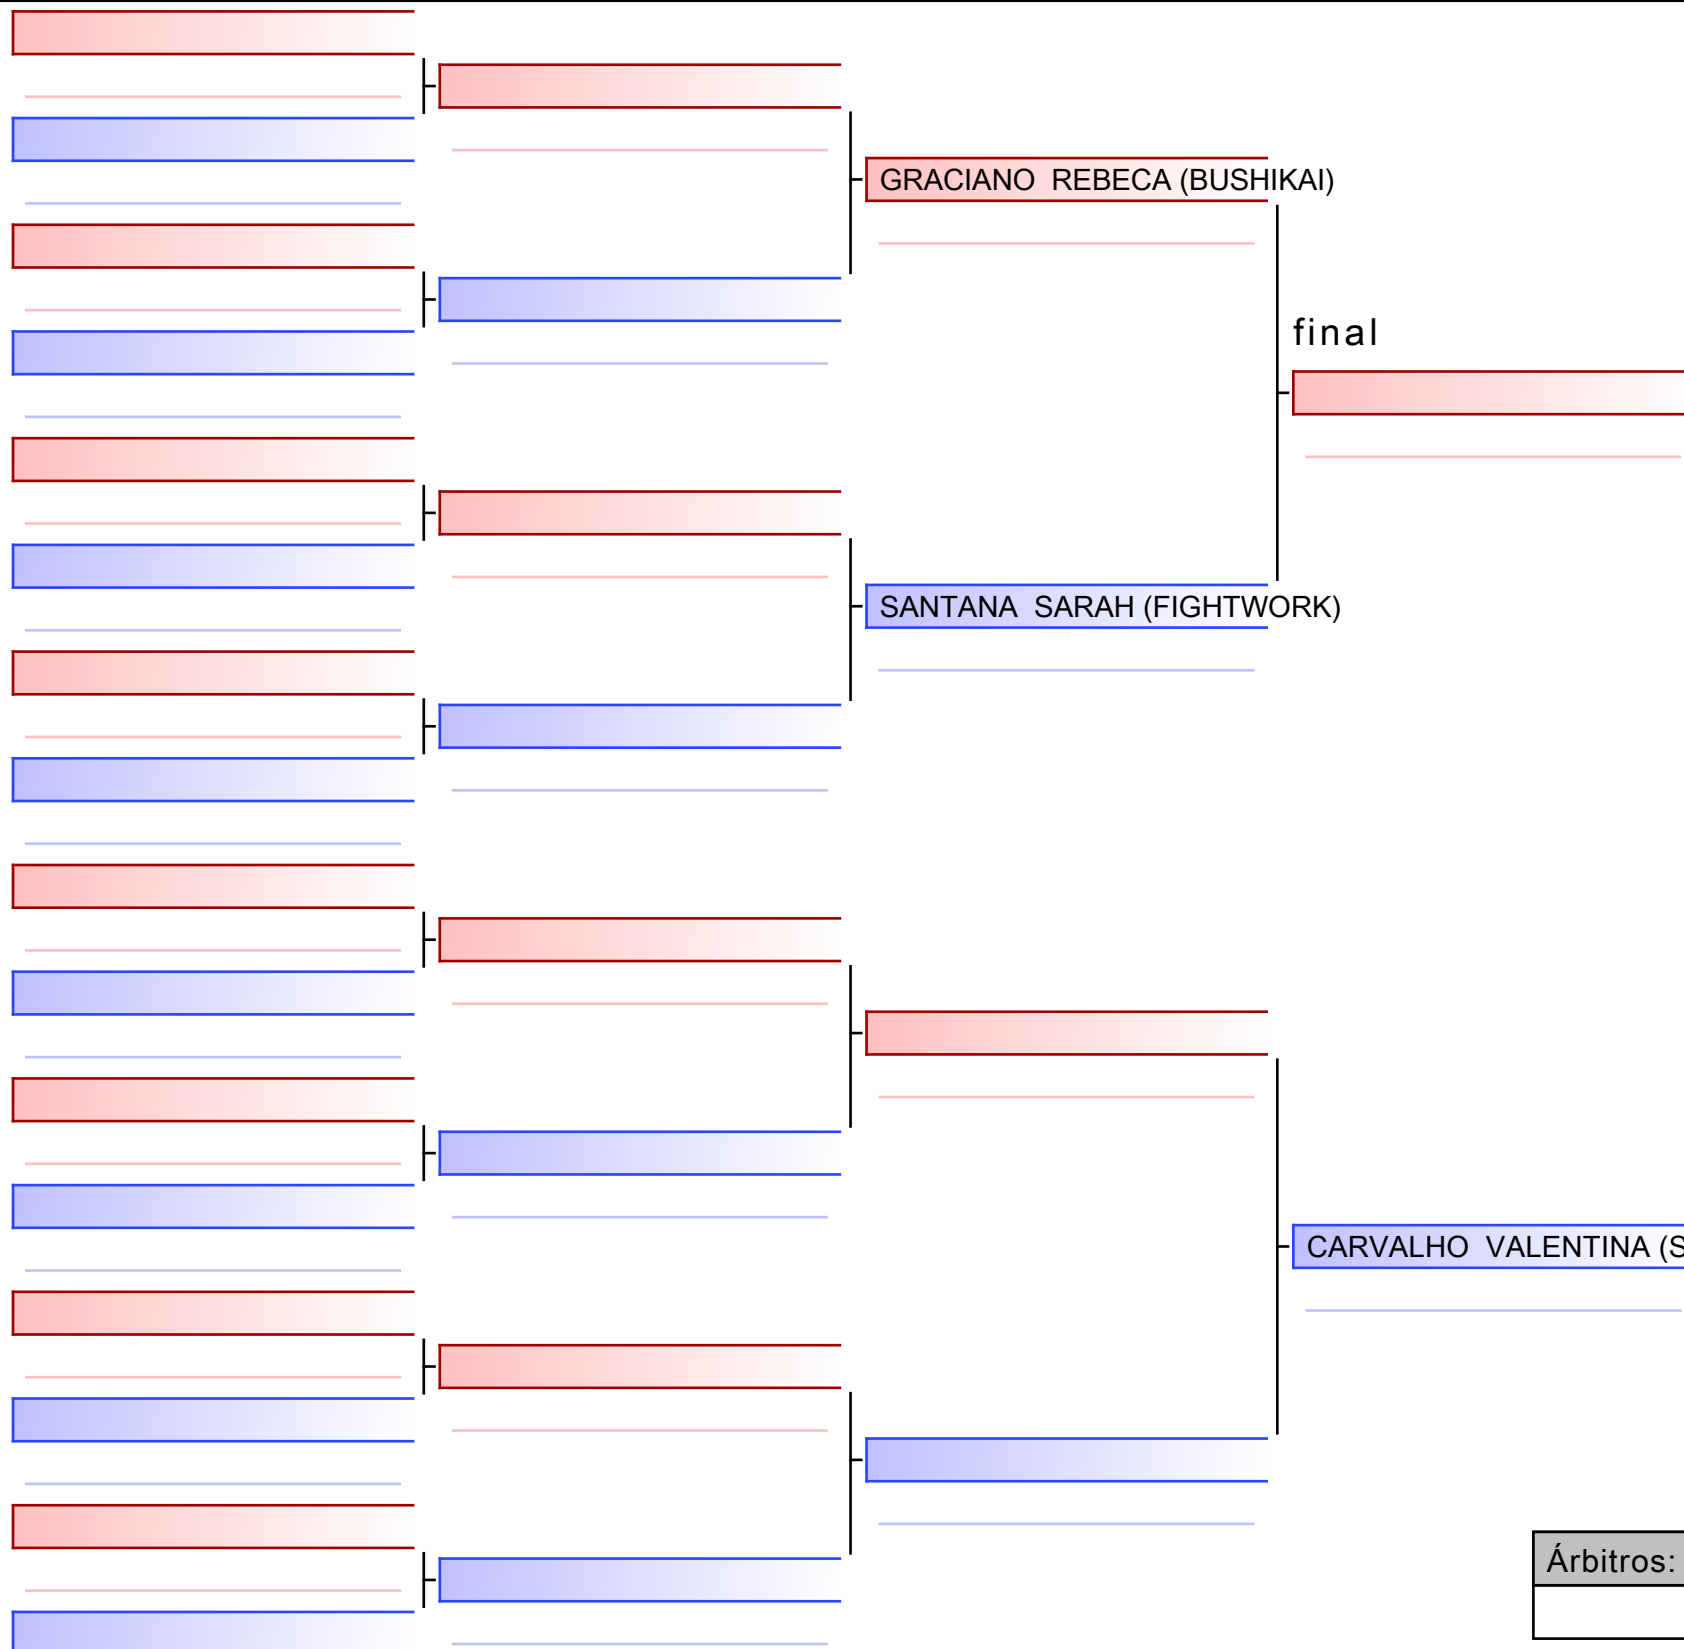 GRACIANO REBECA (BUSHIKAI)
final
SANTANA SARAH (FIGHTWORK)
CARVALHO VALENTINA (S
Árbitros: